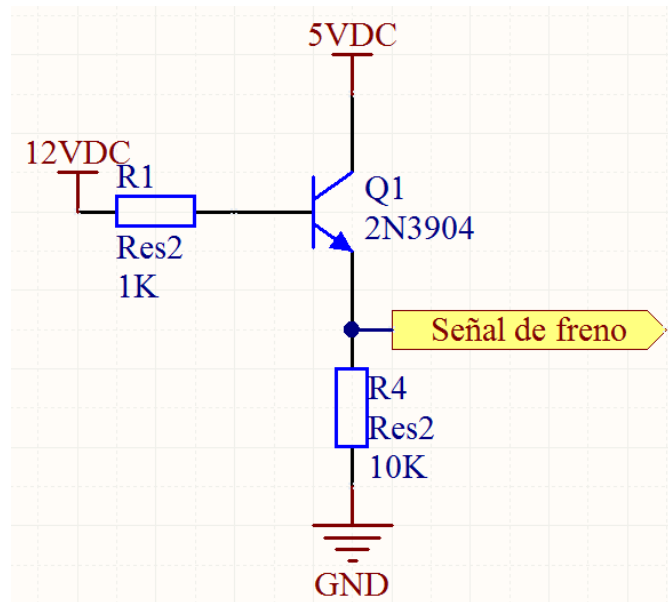 5VDC
12VDC
R1
Res2
1K
Q1
2N3904
Señal de freno
R4
Res2
10K
GND